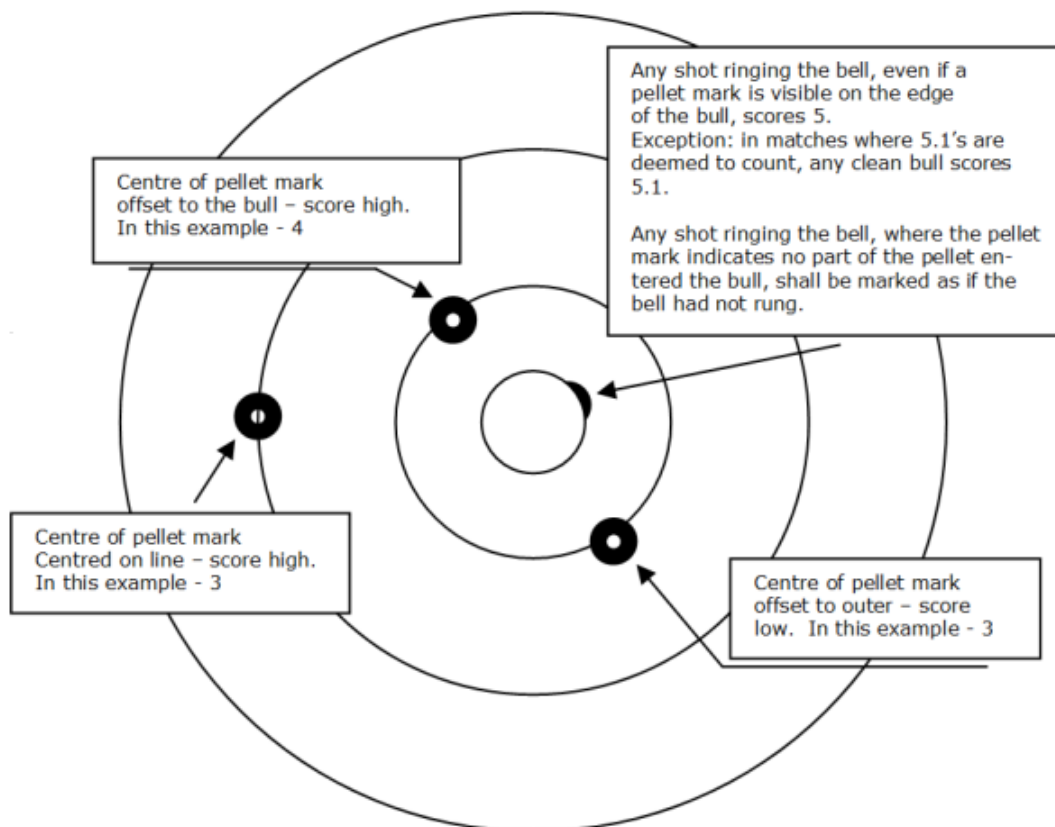 Any shot ringing the bell, even if a
pellet mark is visible on the edge
of the bull, scores 5.
Exception: in matches where 5.1's are
deemed to count, any clean bull scores
5.1.
Any shot ringing the bell, where the pellet
mark indicates no part of the pellet en-
tered the bull, shall be marked as if the
bell had not rung.
Centre of pellet mark
offset to the bull – score high.
In this example - 4
Centre of pellet mark
Centred on line – score high.
In this example - 3
Centre of pellet mark
offset to outer – score
low.  In this example - 3